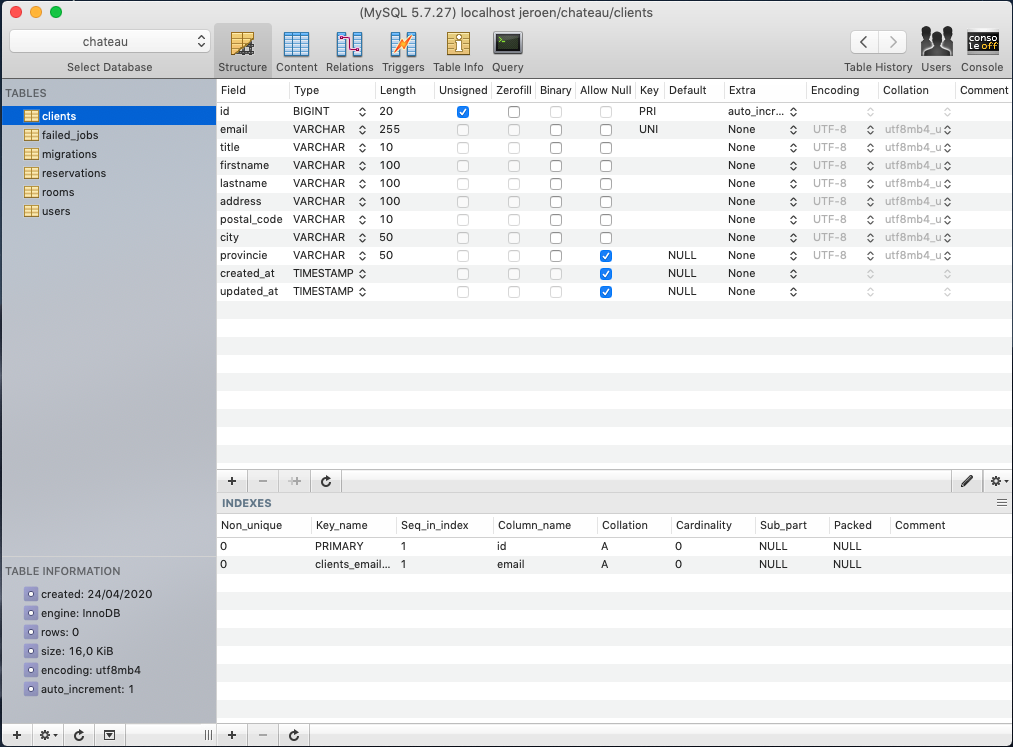 (MySQL 5.7.27) localhost jeroen/chateau/clients
chateau
Select Database
Structure Content Relations Triggers Table Info Query
Table History Users
console off
Console
TABLES
clients
failed_jobs
migrations
reservations
rooms
users
Field Type Length Unsigned Zerofill Binary Allow Null Key Default Extra Encoding Collation Comment
id BIGINT 20 PRI auto_incr...
email VARCHAR 255 UNI None UTF-8 utf8mb4_u
title VARCHAR 10 None UTF-8 utf8mb4_u
firstname VARCHAR 100 None UTF-8 utf8mb4_u
lastname VARCHAR 100 None UTF-8 utf8mb4_u
address VARCHAR 100 None UTF-8 utf8mb4_u
postal_code VARCHAR 10 None UTF-8 utf8mb4_u
city VARCHAR 50 None UTF-8 utf8mb4_u
provincie VARCHAR 50 NULL None UTF-8 utf8mb4_u
created_at TIMESTAMP NULL None
updated_at TIMESTAMP NULL None
INDEXES
Non_unique Key_name Seq_in_index Column_name Collation Cardinality Sub_part Packed Comment
0 PRIMARY 1 id A 0 NULL NULL
0 clients_email... 1 email A 0 NULL NULL
TABLE INFORMATION
created: 24/04/2020
engine: InnoDB
rows: 0
size: 16,0 KiB
encoding: utf8mb4
auto_increment: 1